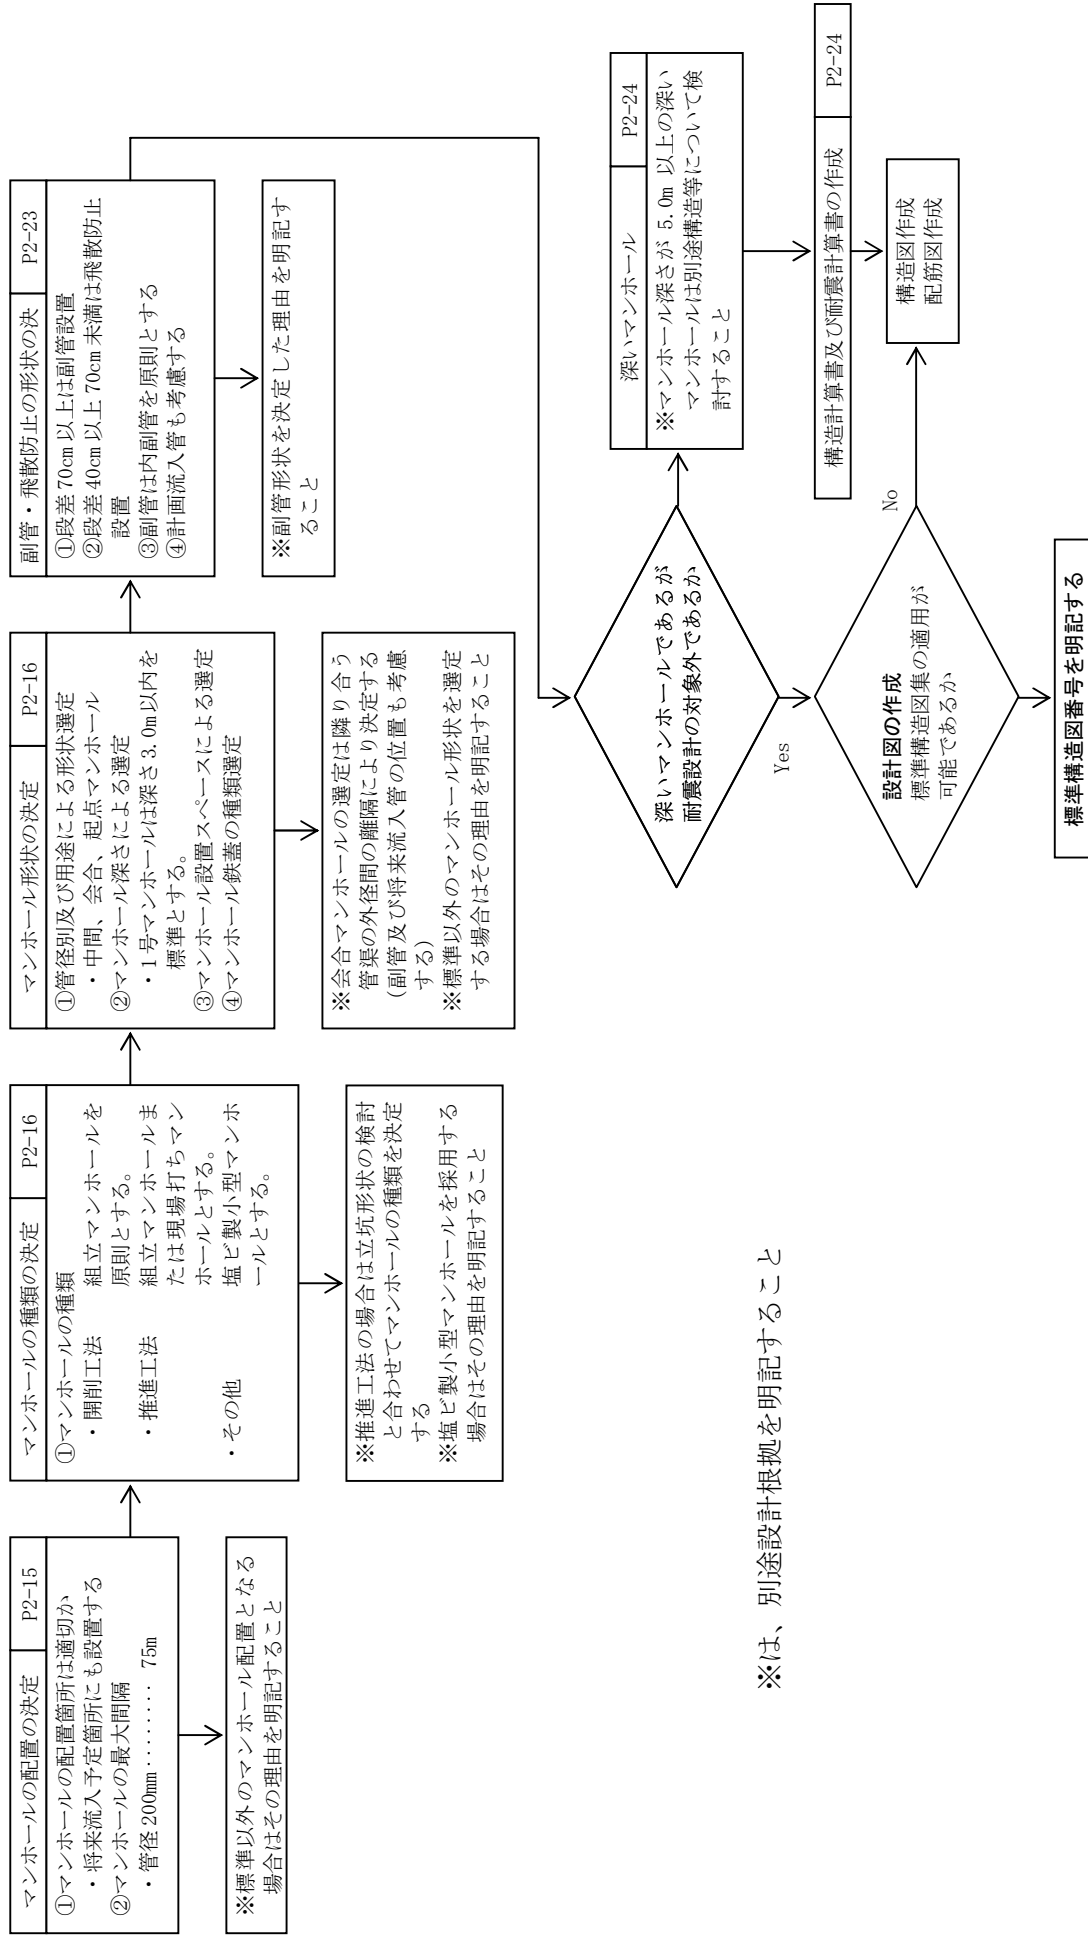 マンホールの配置の決定
P2-15
①マンホールの配置箇所は適切か
・将来流入予定箇所にも設置する
②マンホールの最大間隔
・管径200mm‥‥‥‥ 75m
※標準以外のマンホール配置となる
場合はその理由を明記すること
マンホールの種類の決定
P2-16
①マンホールの種類
・開削工法 組立マンホールを
原則とする。
・推進工法 組立マンホールま
たは現場打ちマン
ホールとする。
・その他 塩ビ製小型マンホ
ールとする。
※推進工法の場合は立坑形状の検討
と合わせてマンホールの種類を決定
する
※塩ビ製小型マンホールを採用する
場合はその理由を明記すること
マンホール形状の決定
P2-16
①管径別及び用途による形状選定
・中間、会合、起点マンホール
②マンホール深さによる選定
・1号マンホールは深さ3.0m以内を
標準とする。
③マンホール設置スペースによる選定
④マンホール鉄蓋の種類選定
※会合マンホールの選定は隣り合う
管渠の外径間の離隔により決定する
(副管及び将来流入管の位置も考慮
する)
※標準以外のマンホール形状を選定
する場合はその理由を明記すること
副管・飛散防止の形状の決
P2-23
①段差70cm以上は副管設置
②段差40cm以上70cm未満は飛散防止
設置
③副管は内副管を原則とする
④計画流入管も考慮する
※副管形状を決定した理由を明記す
ること
深いマンホールであるが
耐震設計の対象外であるか
Yes
深いマンホール
P2-24
※マンホール深さが 5.0m 以上の深い
マンホールは別途構造等について検
討すること
構造計算書及び耐震計算書の作成
P2-24
設計図の作成
標準構造図集の適用が
可能であるか
No
構造図作成
配筋図作成
標準構造図番号を明記する
※は、別途設計根拠を明記すること